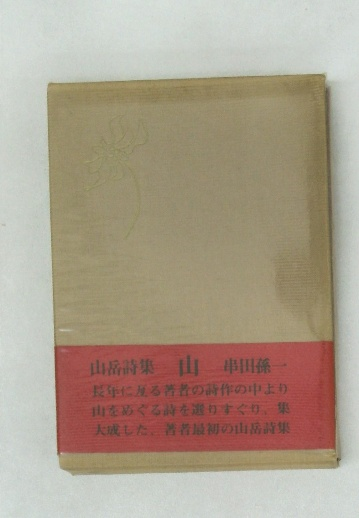 山岳詩集 山 串田孫一
長年に亙る著者の詩作の中より
山をめぐる詩を選りすぐり、集
大成した、著者最初の山岳詩集